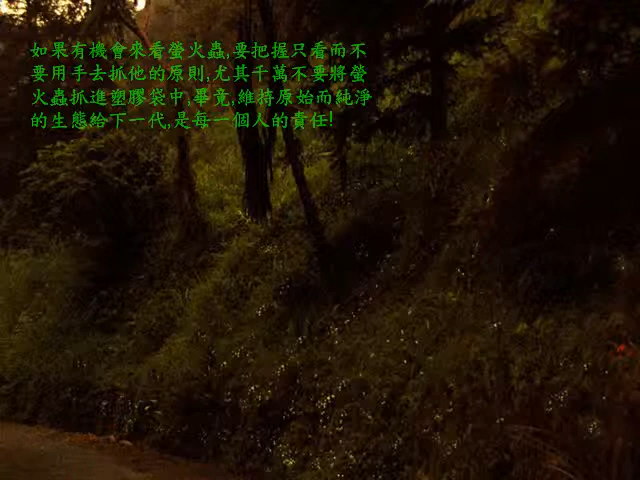 如果有機會來看螢火蟲,要把握只看而不
要用手去抓他的原則,尤其千萬不要將螢
火蟲抓進塑膠袋中,畢竟,維持原始而純淨
的生態給下一代,是每一個人的責任!